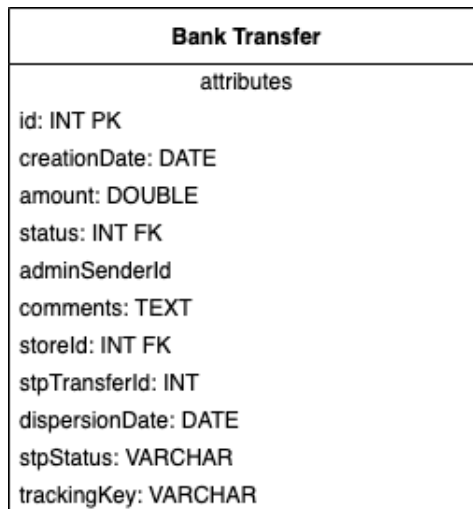 Bank Transfer
attributes
id: INT PK
creationDate: DATE
amount: DOUBLE
status: INT FK
adminSenderId
comments: TEXT
storeId: INT FK
stpTransferId: INT
dispersionDate: DATE
stpStatus: VARCHAR
trackingKey: VARCHAR